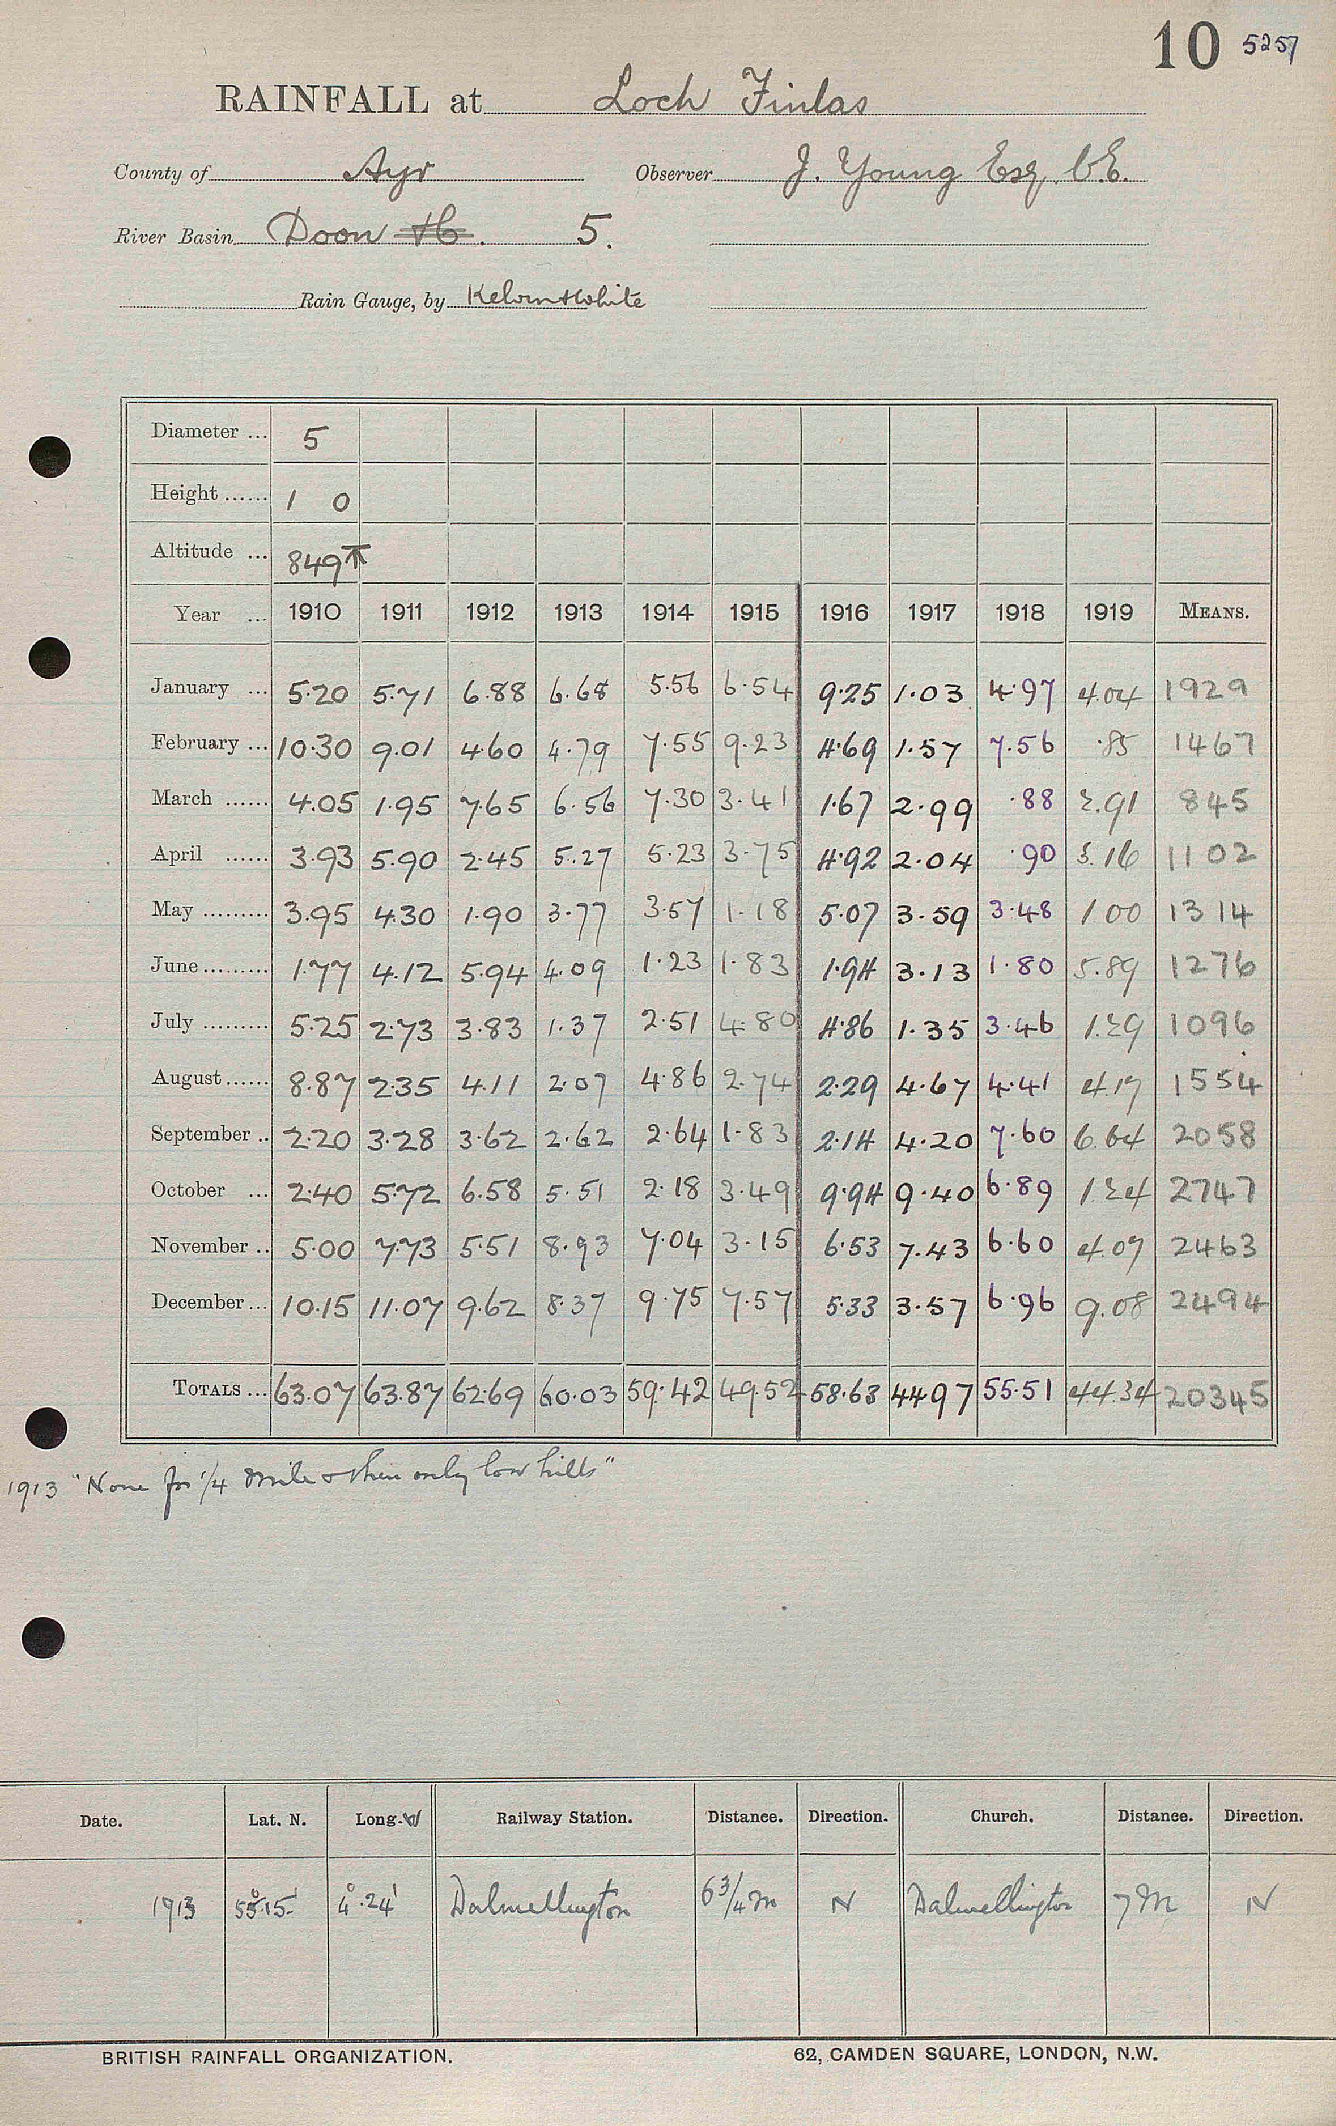 10 5257
RAINFALL at Loch Finlas
County of Ayr Observer J. Young Esq. C.E.
River Basin Doon 5.
Rain Gauge, by Kelvin & White
Diameter ... 5
Height ...... 1 0
Altitude ... 849 T
Year ... 1910 1911 1912 1913 1914 1915 1916 1917 1918 1919 MEANS.
January ... 5.20 5.71 6.88 6.68 5.56 6.54 9.25 1.03 4.97 4.04 1929
February ... 10.30 9.01 4.60 4.79 7.55 9.23 4.69 1.57 7.56 .85 1467
March ...... 4.05 1.95 7.65 6.56 7.30 3.41 1.67 2.99 .88 2.91 845
April ...... 3.93 5.90 2.45 5.27 5.23 3.75 4.92 2.04 .90 3.16 1102
May ......... 3.95 4.30 1.90 3.77 3.57 1.18 5.07 3.59 3.48 1.00 1314
June ......... 1.77 4.12 5.94 4.09 1.23 1.83 1.94 3.13 1.80 5.89 1276
July ......... 5.25 2.73 3.83 1.37 2.51 4.80 4.86 1.35 3.46 1.29 1096
August ...... 8.87 2.35 4.11 2.07 4.86 2.74 2.29 4.67 4.41 4.17 1554
September .. 2.20 3.28 3.62 2.62 2.64 1.83 2.14 4.20 7.60 6.64 2058
October ... 2.40 5.72 6.58 5.51 2.18 3.49 9.94 9.40 6.89 1.24 2747
November .. 5.00 7.73 5.51 8.93 7.04 3.15 6.53 7.43 6.60 4.07 2463
December ... 10.15 11.07 9.62 8.37 9.75 7.57 5.33 3.57 6.96 9.08 2494
TOTALS ... 63.07 63.87 62.69 60.03 59.42 49.52 58.63 44.97 55.51 44.34 20345
1913 "None for 1/4 mile & then only low hills"
Date. Lat. N. Long. W Railway Station. Distance. Direction. Church. Distance. Direction.
1913 55°.15' 4°.24' Dalmellington 6 3/4 m N Dalmellington 7 m N
BRITISH RAINFALL ORGANIZATION. 62, CAMDEN SQUARE, LONDON, N.W.